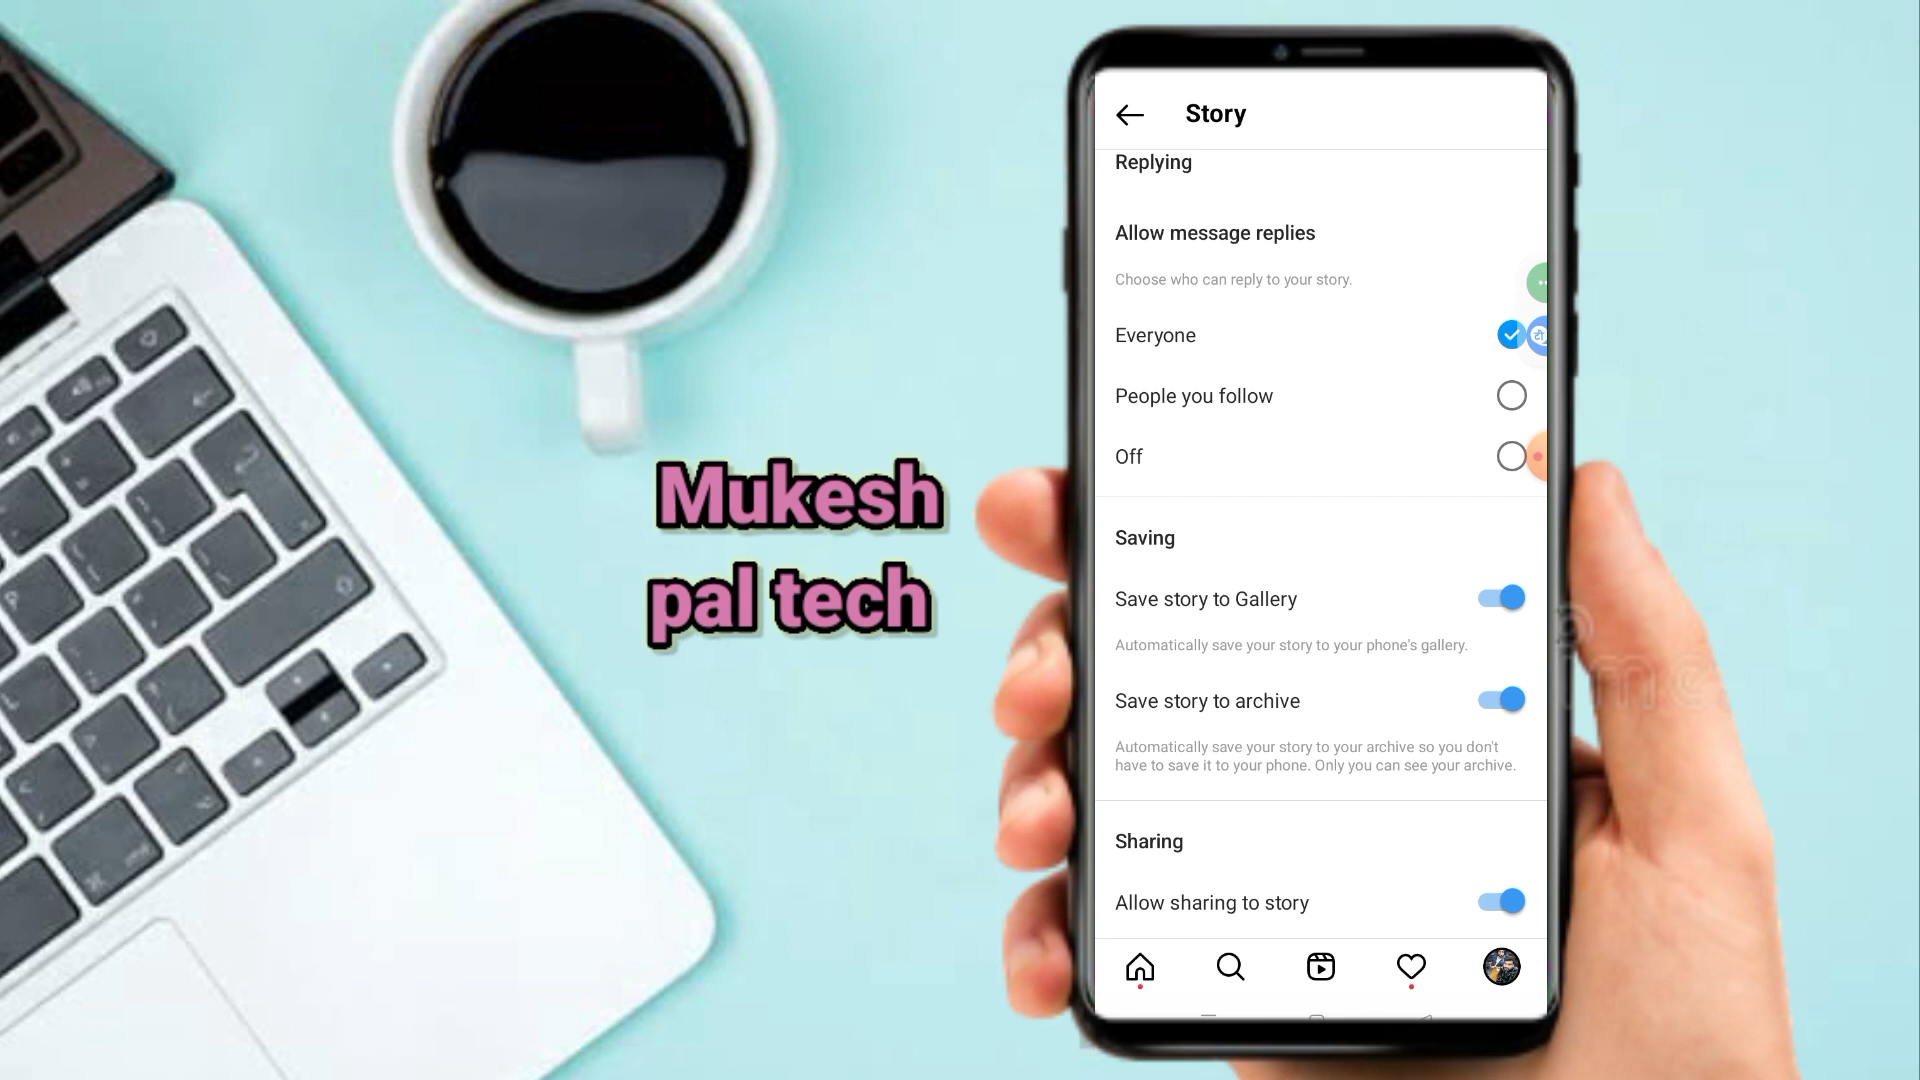 Mukesh
pal tech
Story
Replying
Allow message replies
Choose who can reply to your story.
Everyone
People you follow
Off
Saving
Save story to Gallery
Automatically save your story to your phone's gallery.
Save story to archive
Automatically save your story to your archive so you don't
have to save it to your phone. Only you can see your archive.
Sharing
Allow sharing to story